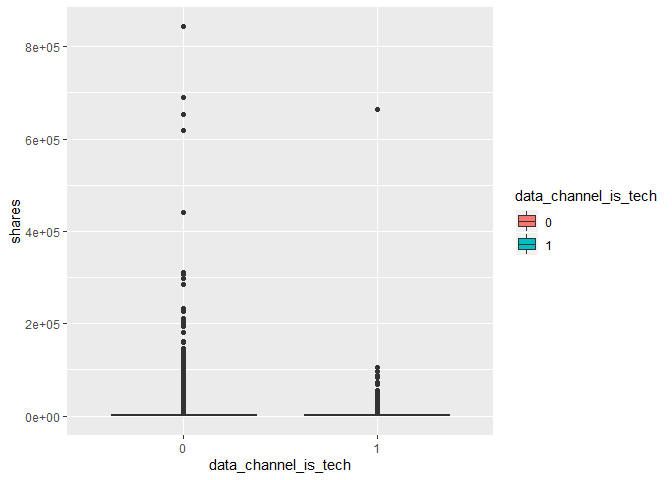 8e+05
6e+05
4e+05
2e+05
0e+00
shares
0
1
data_channel_is_tech
data_channel_is_tech
0
1